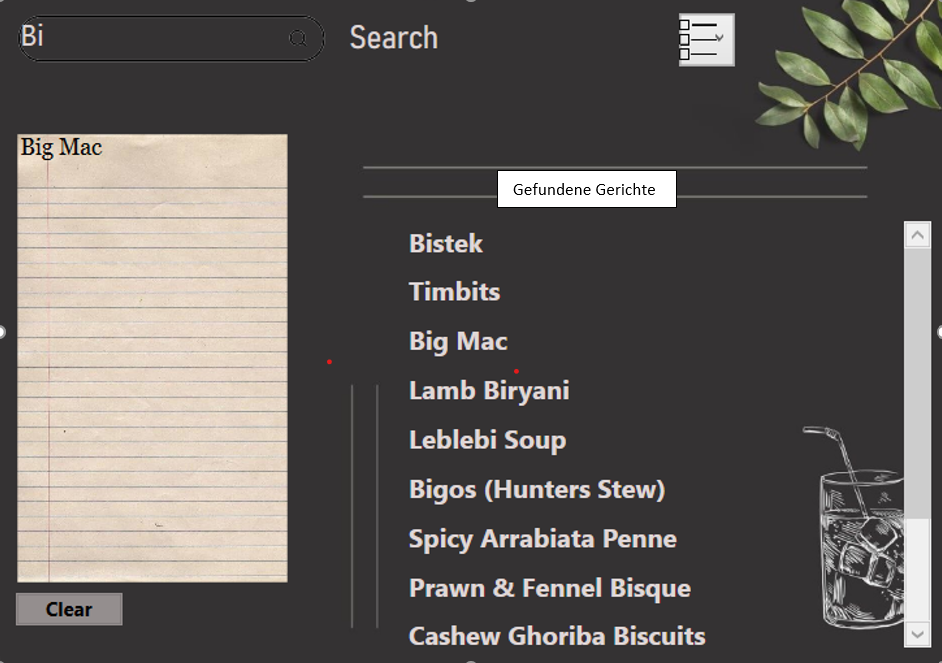 Bi
Search
Big Mac
Gefundene Gerichte
Bistek
Timbits
Big Mac
Lamb Biryani
Leblebi Soup
Bigos (Hunters Stew)
Spicy Arrabiata Penne
Prawn & Fennel Bisque
Cashew Ghoriba Biscuits
Clear